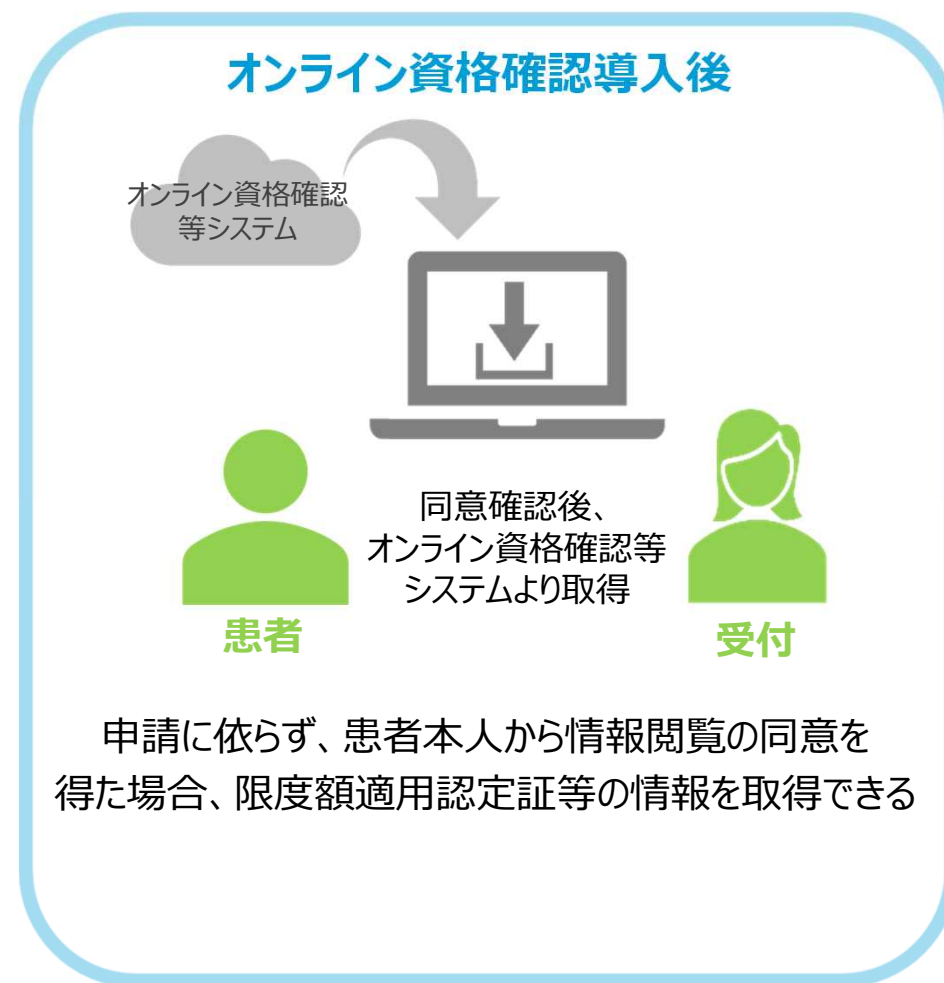 オンライン資格確認導入後
オンライン資格確認
等システム
同意確認後、
オンライン資格確認等
システムより取得
患者
受付
申請に依らず、患者本人から情報閲覧の同意を
得た場合、限度額適用認定証等の情報を取得できる